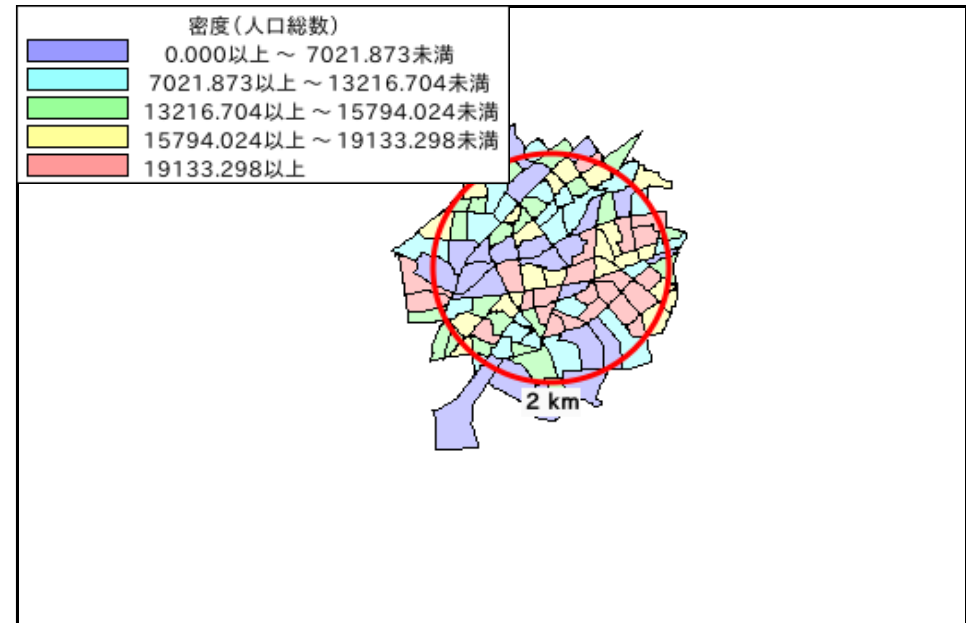 密度(人口総数)
0.000以上 ～ 7021.873未満
7021.873以上 ～ 13216.704未満
13216.704以上 ～ 15794.024未満
15794.024以上 ～ 19133.298未満
19133.298以上
2 km